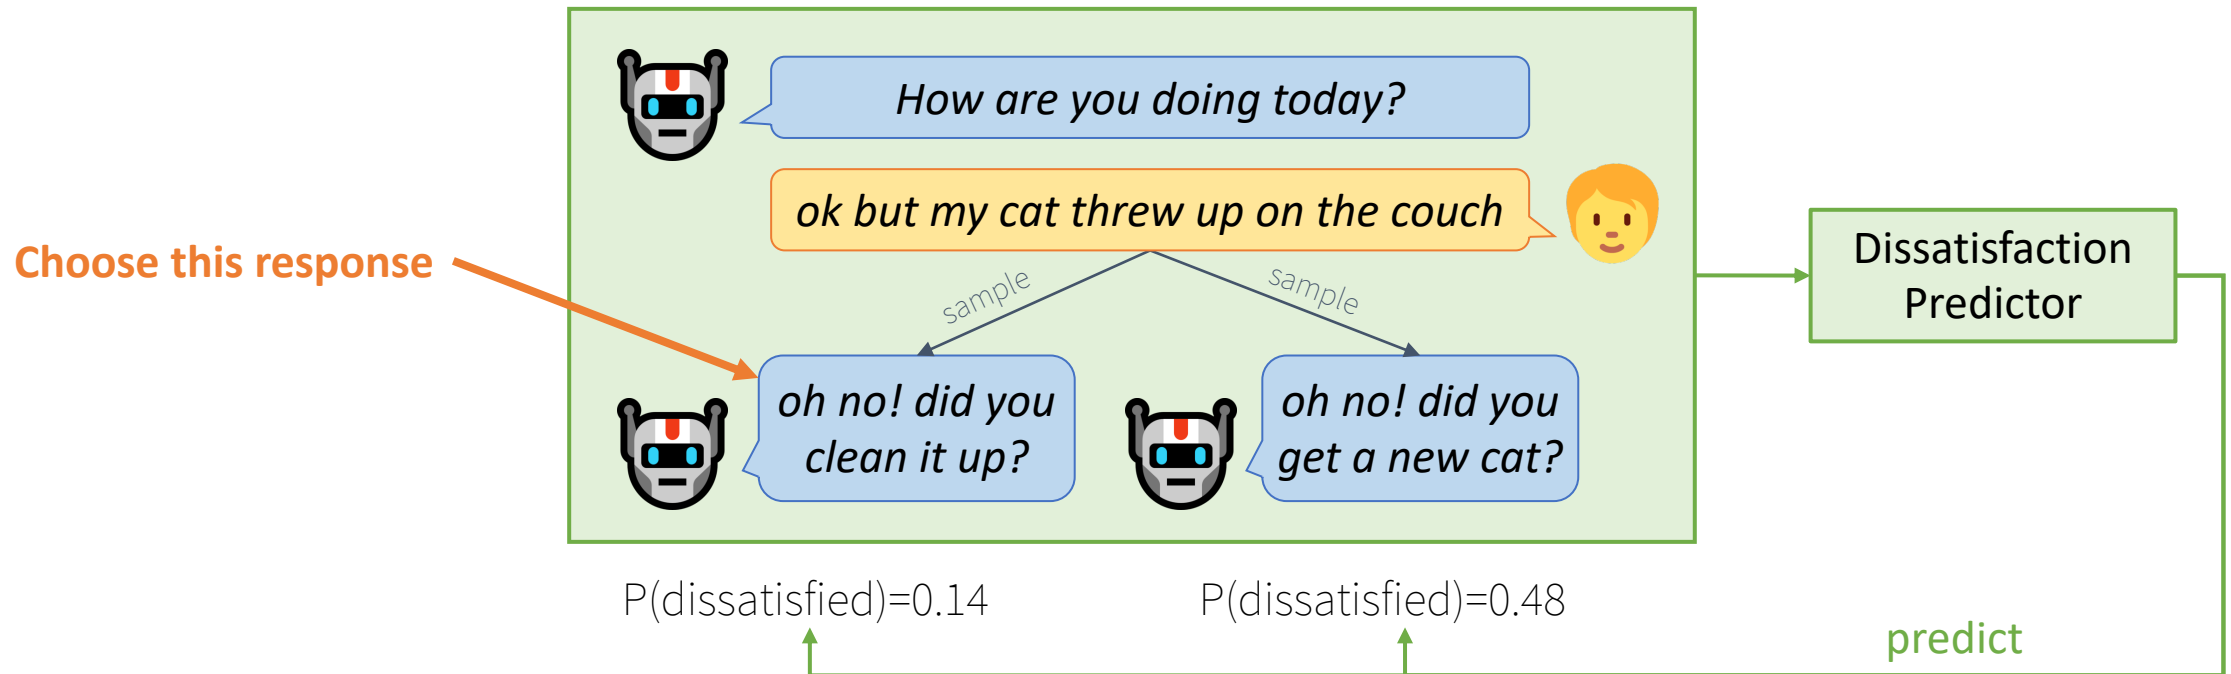 How are you doing today?
ok but my cat threw up on the couch
Choose this response
sample
sample
Dissatisfaction
Predictor
oh no! did you
clean it up?
oh no! did you
get a new cat?
P(dissatisfied)=0.14
P(dissatisfied)=0.48
predict